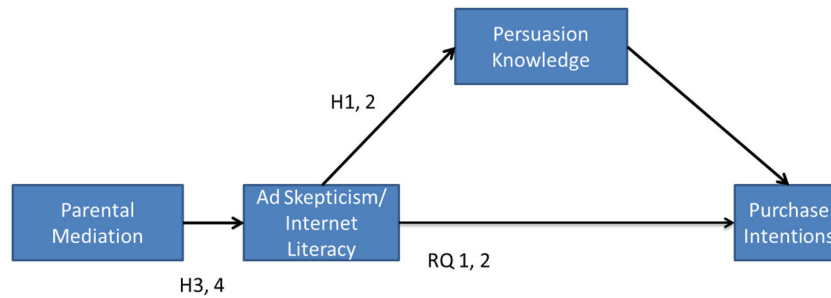 Persuasion
Knowledge
H1, 2
Parental
Mediation
Ad Skepticism/
Internet
Literacy
Purchase
Intentions
RQ 1, 2
H3, 4